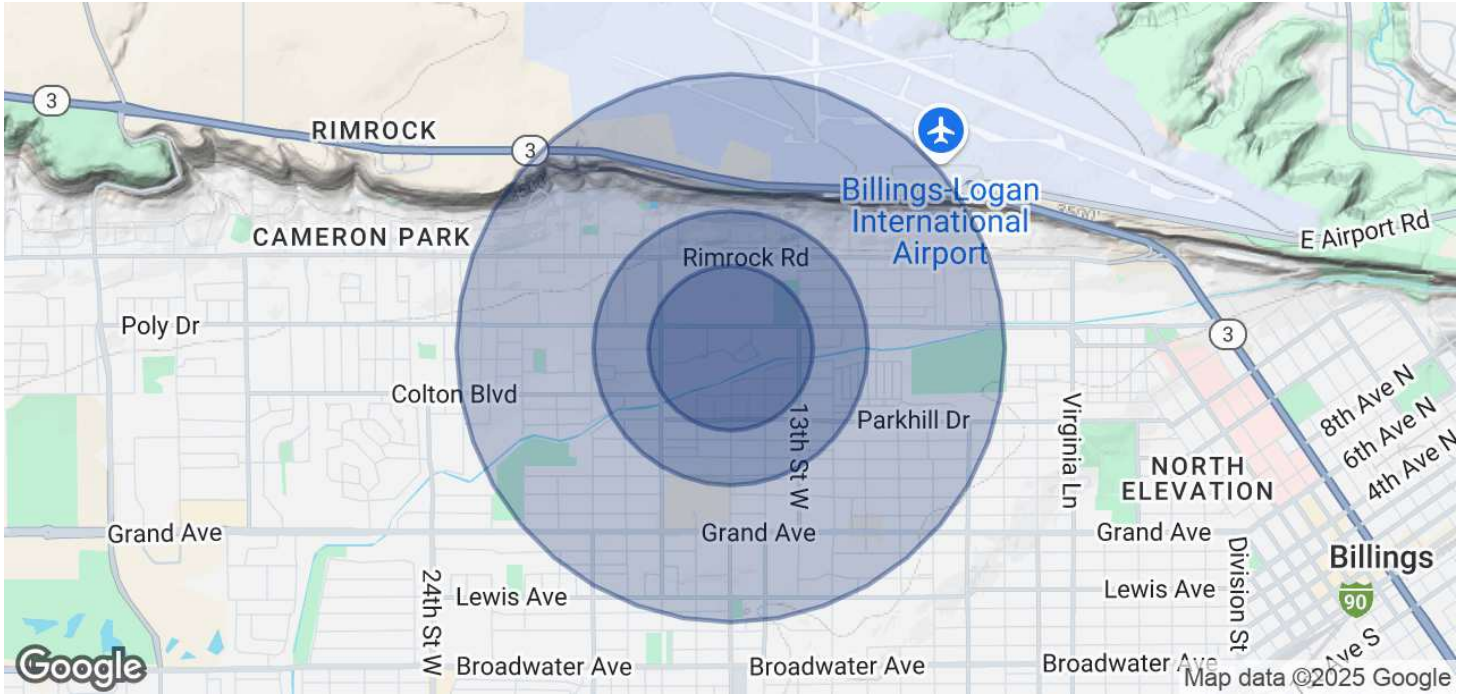 3
RIMROCK
3
Billings-Logan
International
Airport
E Airport Rd
CAMERON PARK
Rimrock Rd
Poly Dr
3
Colton Blvd
13th St W
Parkhill Dr
Virginia Ln
8th Ave N
6th Ave N
4th Ave N
NORTH
ELEVATION
Grand Ave
Grand Ave
Grand Ave
Division St
Billings
90
24th St W
Lewis Ave
Lewis Ave
Broadwater Ave
Broadwater Ave
Broadwater Ave
Ave S
Google
Map data ©2025 Google